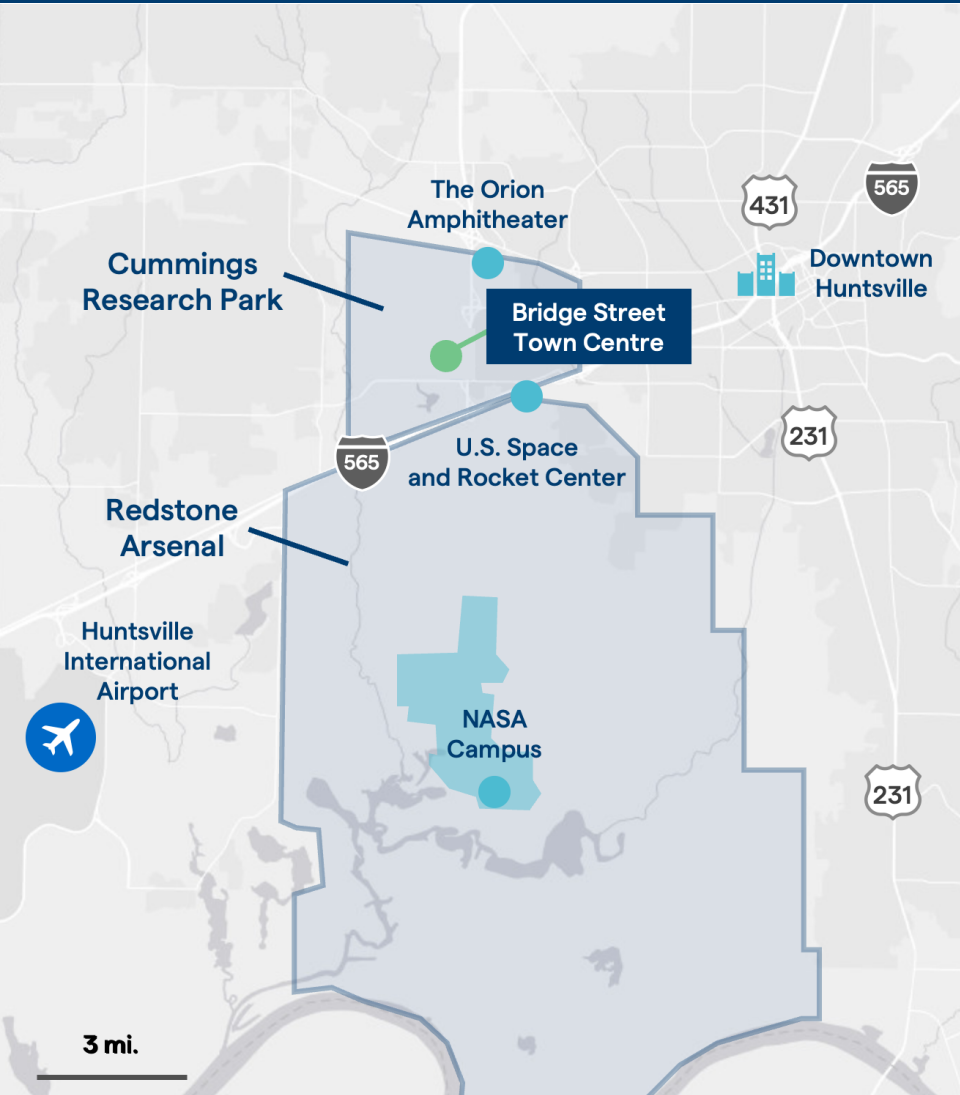 The Orion
Amphitheater
431
565
Cummings
Research Park
Downtown
Huntsville
Bridge Street
Town Centre
231
U.S. Space
and Rocket Center
565
Redstone
Arsenal
Huntsville
International
Airport
NASA
Campus
231
3 mi.